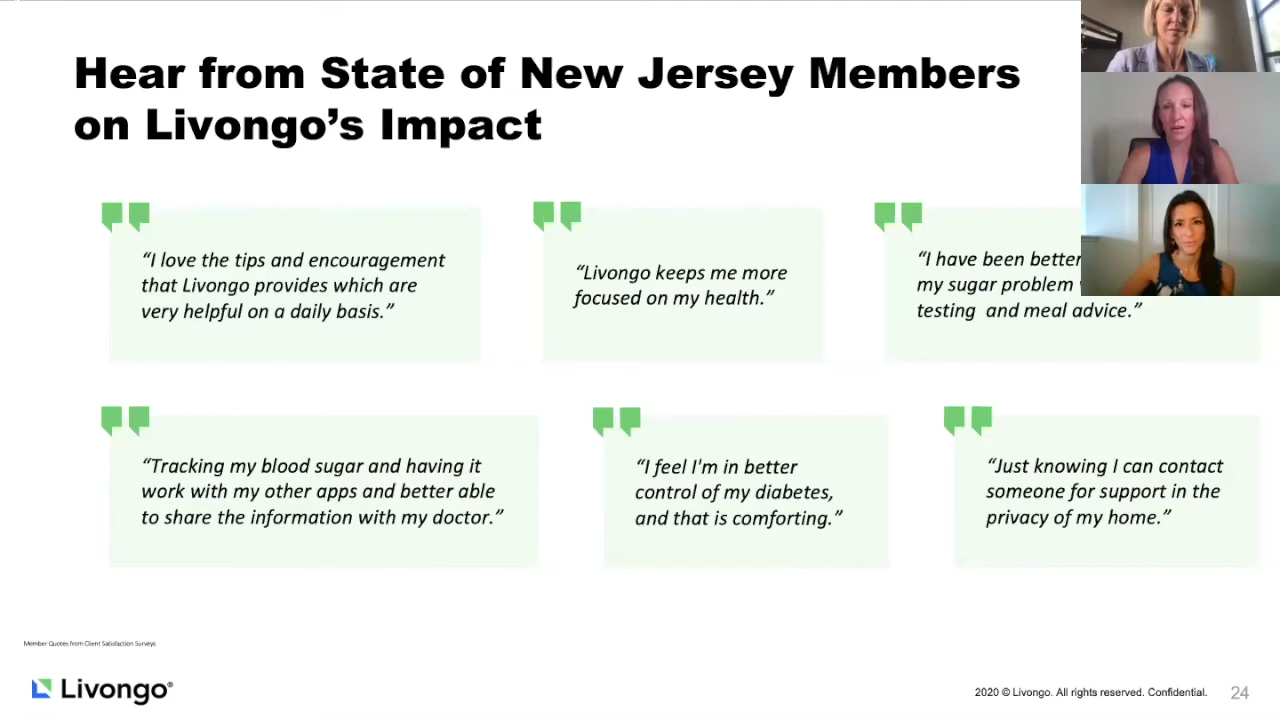 Hear from State of New Jersey Members
on Livongo’s Impact
“I love the tips and encouragement
that Livongo provides which are
very helpful on a daily basis.”
“Livongo keeps me more
focused on my health.”
“I have been better
my sugar problem
testing and meal advice.”
“Tracking my blood sugar and having it
work with my other apps and better able
to share the information with my doctor.”
“I feel I'm in better
control of my diabetes,
and that is comforting.”
“Just knowing I can contact
someone for support in the
privacy of my home.”
Member Quotes from Client Satisfaction Surveys
Livongo®
2020 © Livongo. All rights reserved. Confidential.
24